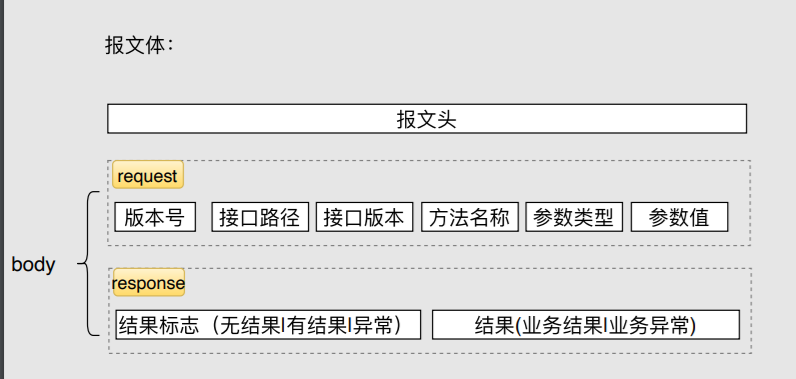 报文体：
报文头
request
版本号 接口路径 接口版本 方法名称 参数类型 参数值
body
response
结果标志（无结果|有结果|异常） 结果(业务结果|业务异常)